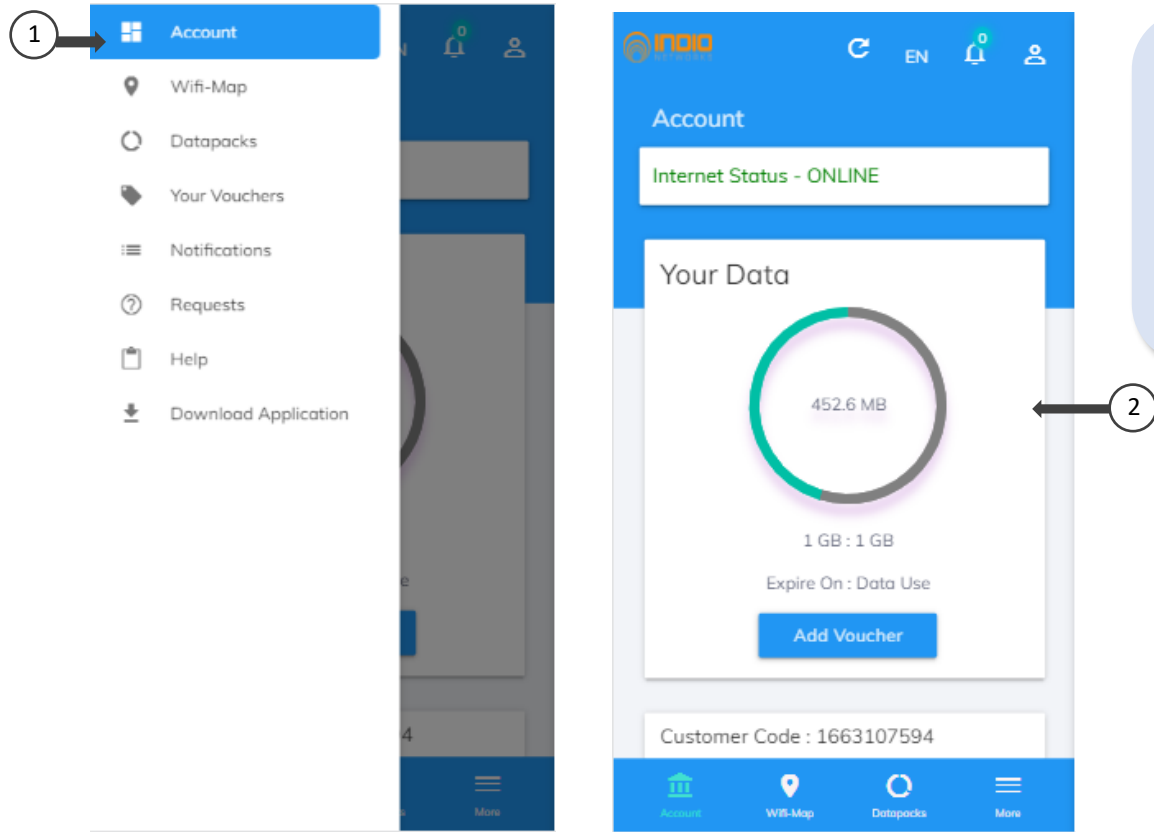 1
Account
Wifi-Map
Datapacks
Your Vouchers
Notifications
Requests
Help
Download Application
N
0
e
4
s
More
INDIO
NETWORKS
EN
0
Account
Internet Status - ONLINE
Your Data
452.6 MB
1 GB : 1 GB
Expire On : Data Use
Add Voucher
Customer Code : 1663107594
Account
Wifi-Map
Datapacks
More
2